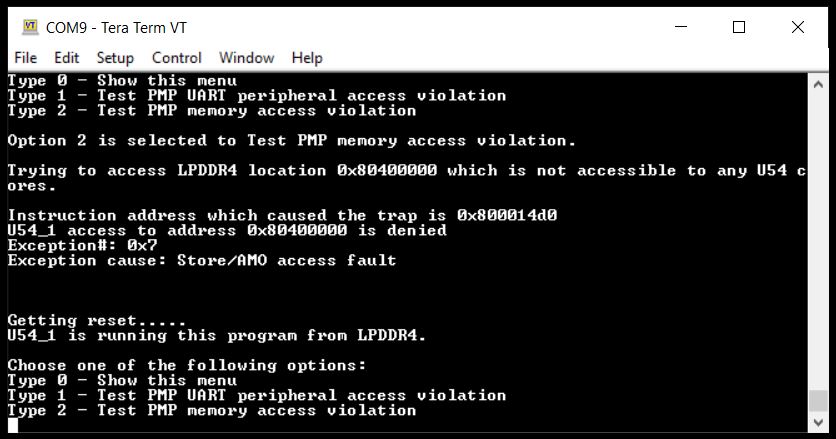 VT COM9 - Tera Term VT
File Edit Setup Control Window Help
Type 0 - Show this menu
Type 1 - Test PMP UART peripheral access violation
Type 2 - Test PMP memory access violation
Option 2 is selected to Test PMP memory access violation.
Trying to access LPDDR4 location 0x80400000 which is not accessible to any U54 c
ores.
Instruction address which caused the trap is 0x800014d0
U54_1 access to address 0x80400000 is denied
Exception#: 0x7
Exception cause: Store/AMO access fault
Getting reset.....
U54_1 is running this program from LPDDR4.
Choose one of the following options:
Type 0 - Show this menu
Type 1 - Test PMP UART peripheral access violation
Type 2 - Test PMP memory access violation